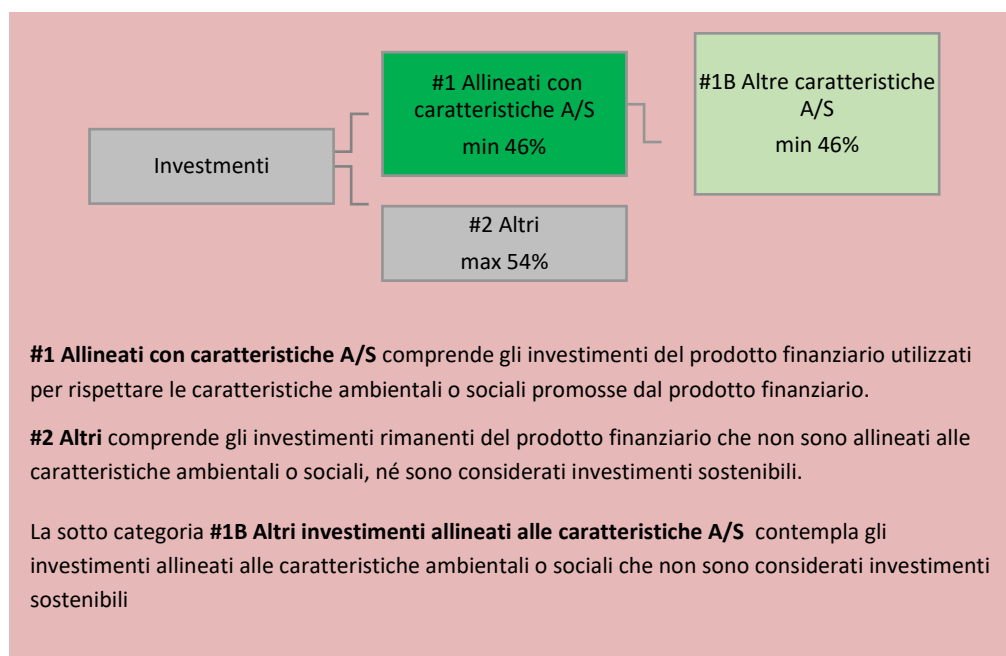 #1 Allineati con
caratteristiche A/S
min 46%
#1B Altre caratteristiche
A/S
min 46%
Investimenti
#2 Altri
max 54%
#1 Allineati con caratteristiche A/S comprende gli investimenti del prodotto finanziario utilizzati
per rispettare le caratteristiche ambientali o sociali promosse dal prodotto finanziario.
#2 Altri comprende gli investimenti rimanenti del prodotto finanziario che non sono allineati alle
caratteristiche ambientali o sociali, né sono considerati investimenti sostenibili.
La sotto categoria #1B Altri investimenti allineati alle caratteristiche A/S contempla gli
investimenti allineati alle caratteristiche ambientali o sociali che non sono considerati investimenti
sostenibili